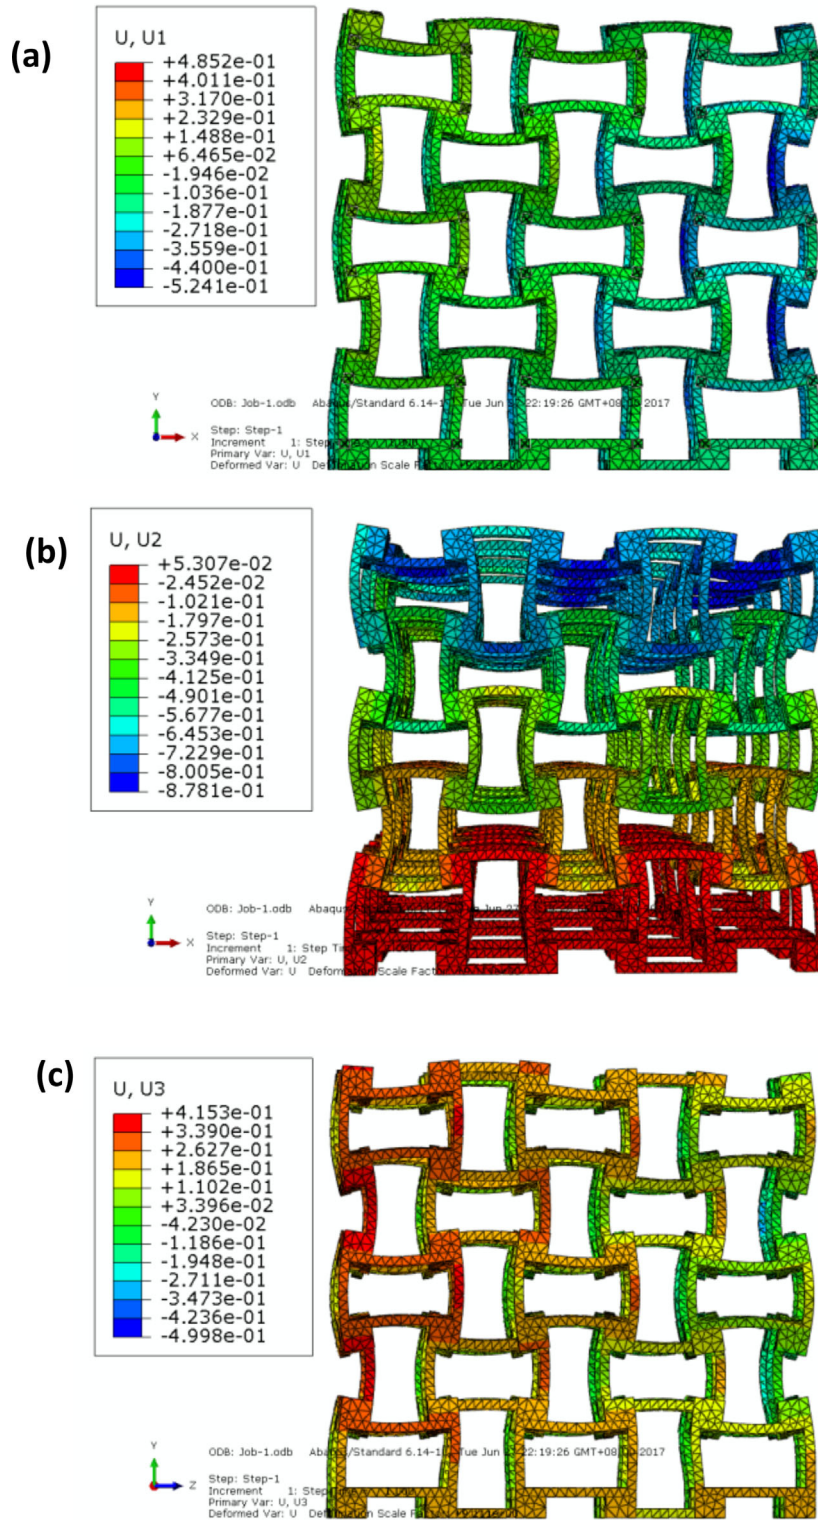 (a)
U, U1
+4.852e-01
+4.011e-01
+3.170e-01
+2.329e-01
+1.488e-01
+6.465e-02
-1.946e-02
-1.036e-01
-1.877e-01
-2.718e-01
-3.559e-01
-4.400e-01
-5.241e-01
Y
X
ODB: Job-1.odb Tue Jun 22:19:26 GMT+08: 2017
Step: Step-1
Increment 1: Step
Primary Var: U, U1
Deformed Var: U Scale
(b)
U, U2
+5.307e-02
-2.452e-02
-1.021e-01
-1.797e-01
-2.573e-01
-3.349e-01
-4.125e-01
-4.901e-01
-5.677e-01
-6.453e-01
-7.229e-01
-8.005e-01
-8.781e-01
Y
X
ODB: Job-1.odb Jun
Step: Step-1
Increment 1: Step
Primary Var: U, U2
Deformed Var: U Scale
(c)
U, U3
+4.153e-01
+3.390e-01
+2.627e-01
+1.865e-01
+1.102e-01
+3.396e-02
-4.230e-02
-1.186e-01
-1.948e-01
-2.711e-01
-3.473e-01
-4.236e-01
-4.998e-01
Y
Z
ODB: Job-1.odb Tue Jun 22:19:26 GMT+08: 2017
Step: Step-1
Increment 1: Step
Primary Var: U, U3
Deformed Var: U Scale